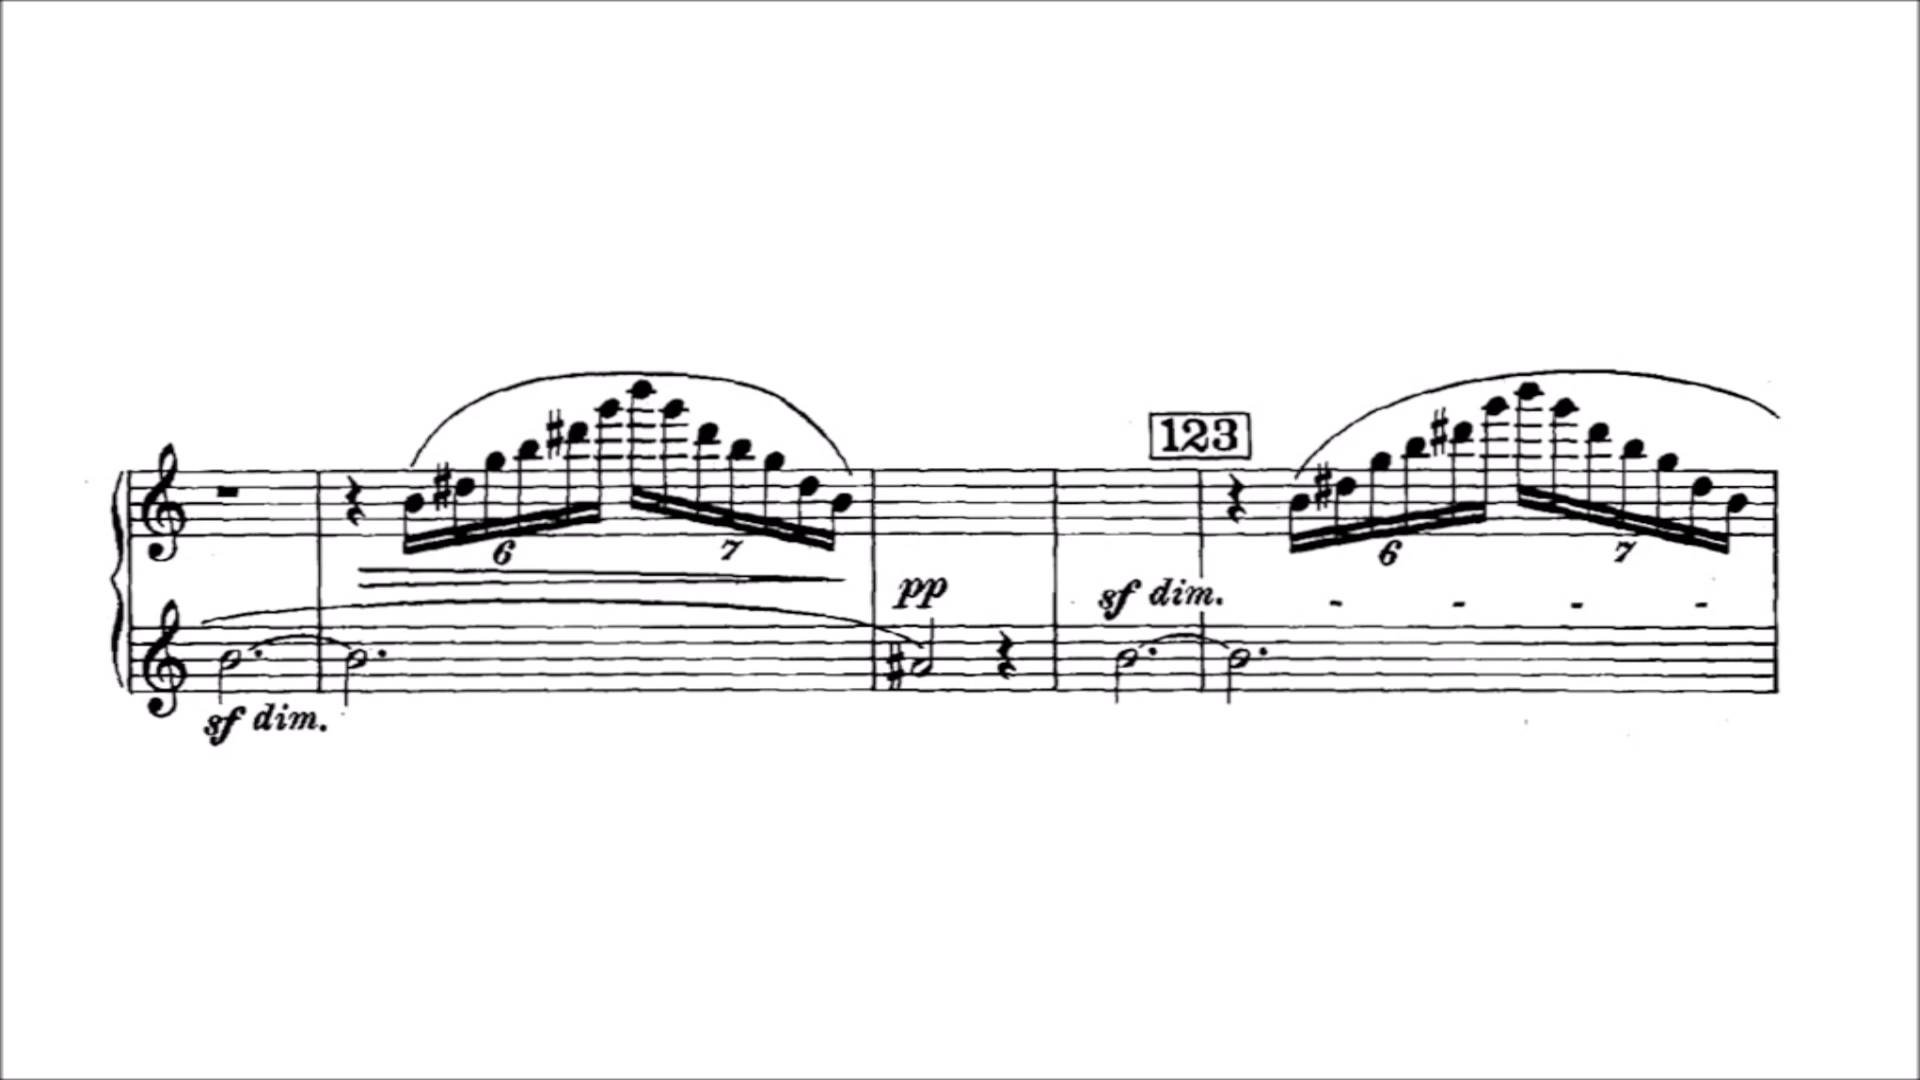 123
6
7
6
7
pp
sf dim. - - - -
sf dim.